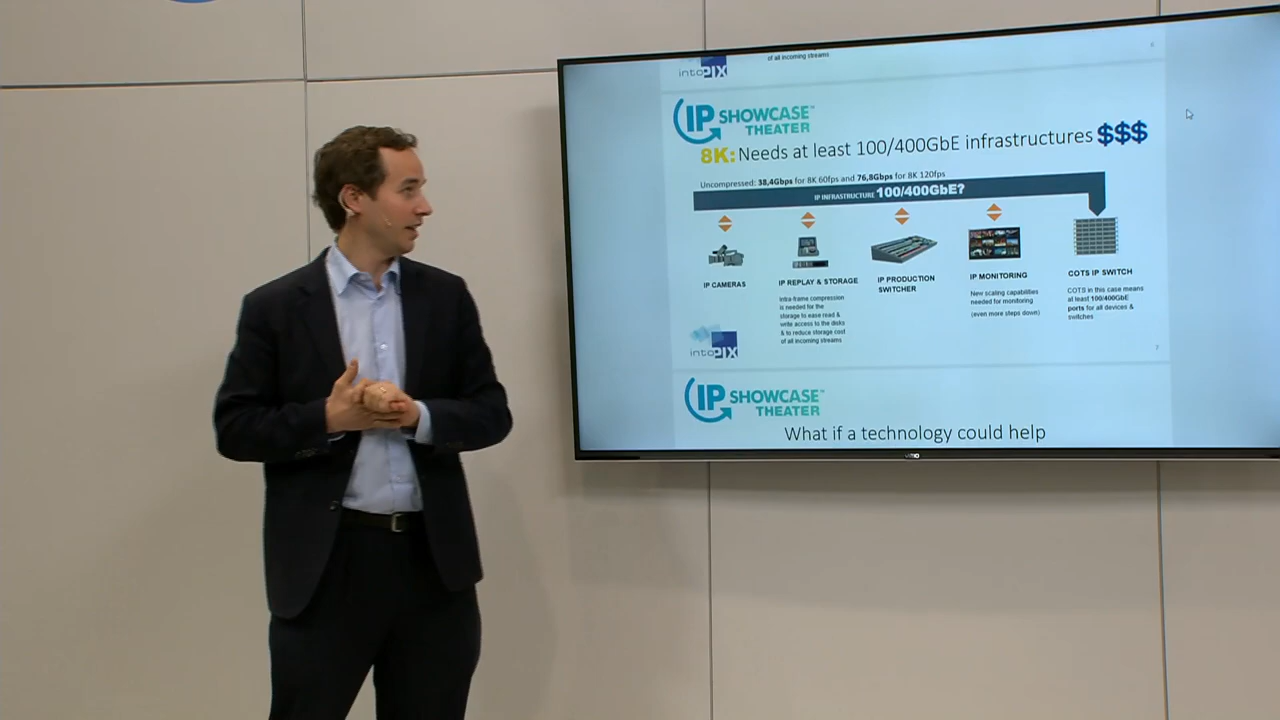 of all incoming streams
6
intoPIX
IP SHOWCASE™
THEATER
8K: Needs at least 100/400GbE infrastructures $$$
Uncompressed: 38,4Gbps for 8K 60fps and 76,8Gbps for 8K 120fps
IP INFRASTRUCTURE 100/400GbE?
IP CAMERAS
IP REPLAY & STORAGE
Intra-frame compression
is needed for the
storage to ease read &
write access to the disks
& to reduce storage cost
of all incoming streams
IP PRODUCTION
SWITCHER
IP MONITORING
New scaling capabilities
needed for monitoring
(even more steps down)
COTS IP SWITCH
COTS in this case means
at least 100/400GbE
ports for all devices &
switches
intoPIX
7
IP SHOWCASE™
THEATER
What if a technology could help